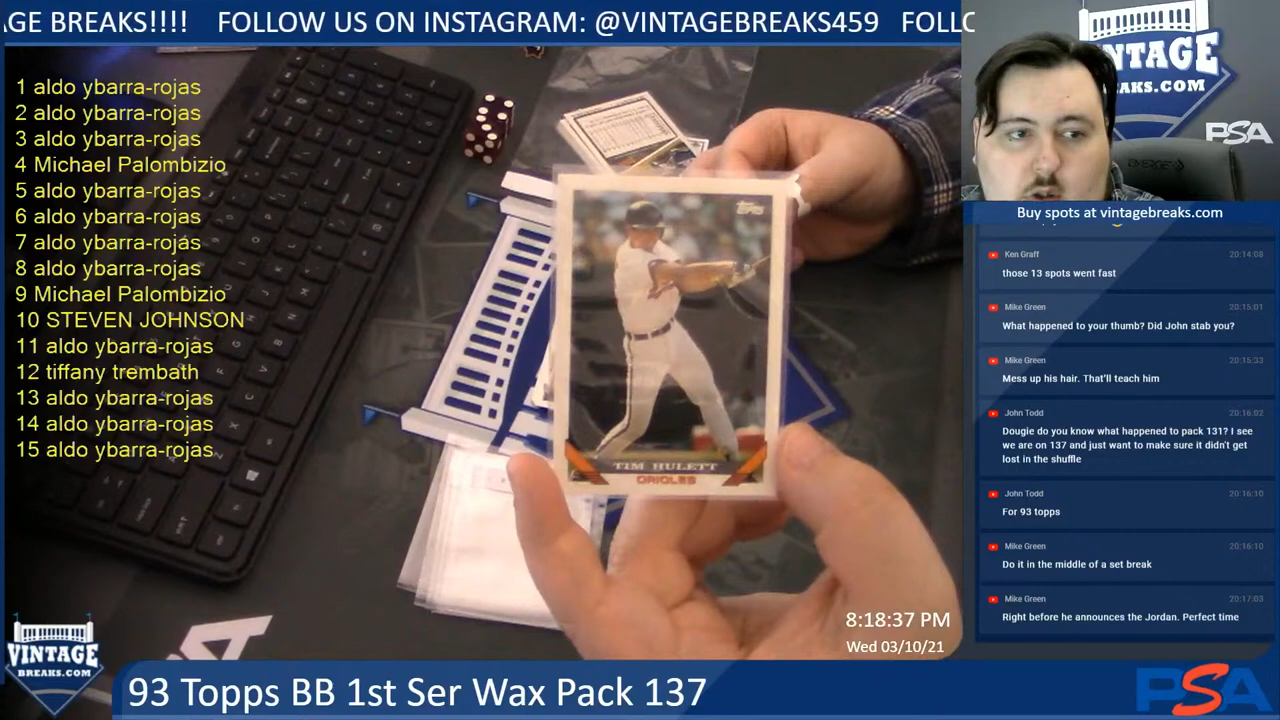 AGE BREAKS!!!! FOLLOW US ON INSTAGRAM: @VINTAGEBREAKS459 FOLLC
1 aldo ybarra-rojas
2 aldo ybarra-rojas
3 aldo ybarra-rojas
4 Michael Palombizio
5 aldo ybarra-rojas
6 aldo ybarra-rojas
7 aldo ybarra-rojas
8 aldo ybarra-rojas
9 Michael Palombizio
10 STEVEN JOHNSON
11 aldo ybarra-rojas
12 tiffany trembath
13 aldo ybarra-rojas
14 aldo ybarra-rojas
15 aldo ybarra-rojas
Topps
TIM HULETT
ORIOLES
NTAGE
AKS.COM
PSA
Buy spots at vintagebreaks.com
Ken Graff 20:14:08
those 13 spots went fast
Mike Green 20:15:01
What happened to your thumb? Did John stab you?
Mike Green 20:15:33
Mess up his hair. That'll teach him
John Todd 20:16:02
Dougie do you know what happened to pack 131? I see
we are on 137 and just want to make sure it didn't get
lost in the shuffle
John Todd 20:16:10
For 93 topps
Mike Green 20:16:10
Do it in the middle of a set break
Mike Green 20:17:03
Right before he announces the Jordan. Perfect time
8:18:37 PM
Wed 03/10/21
VINTAGE
BREAKS.COM
93 Topps BB 1st Ser Wax Pack 137
PSA